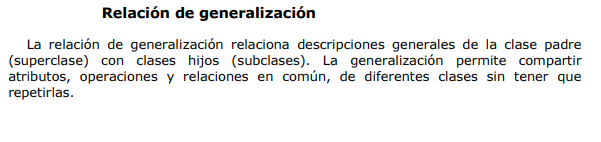 Relación de generalización
La relación de generalización relaciona descripciones generales de la clase padre
(superclase) con clases hijos (subclases). La generalización permite compartir
atributos, operaciones y relaciones en común, de diferentes clases sin tener que
repetirlas.